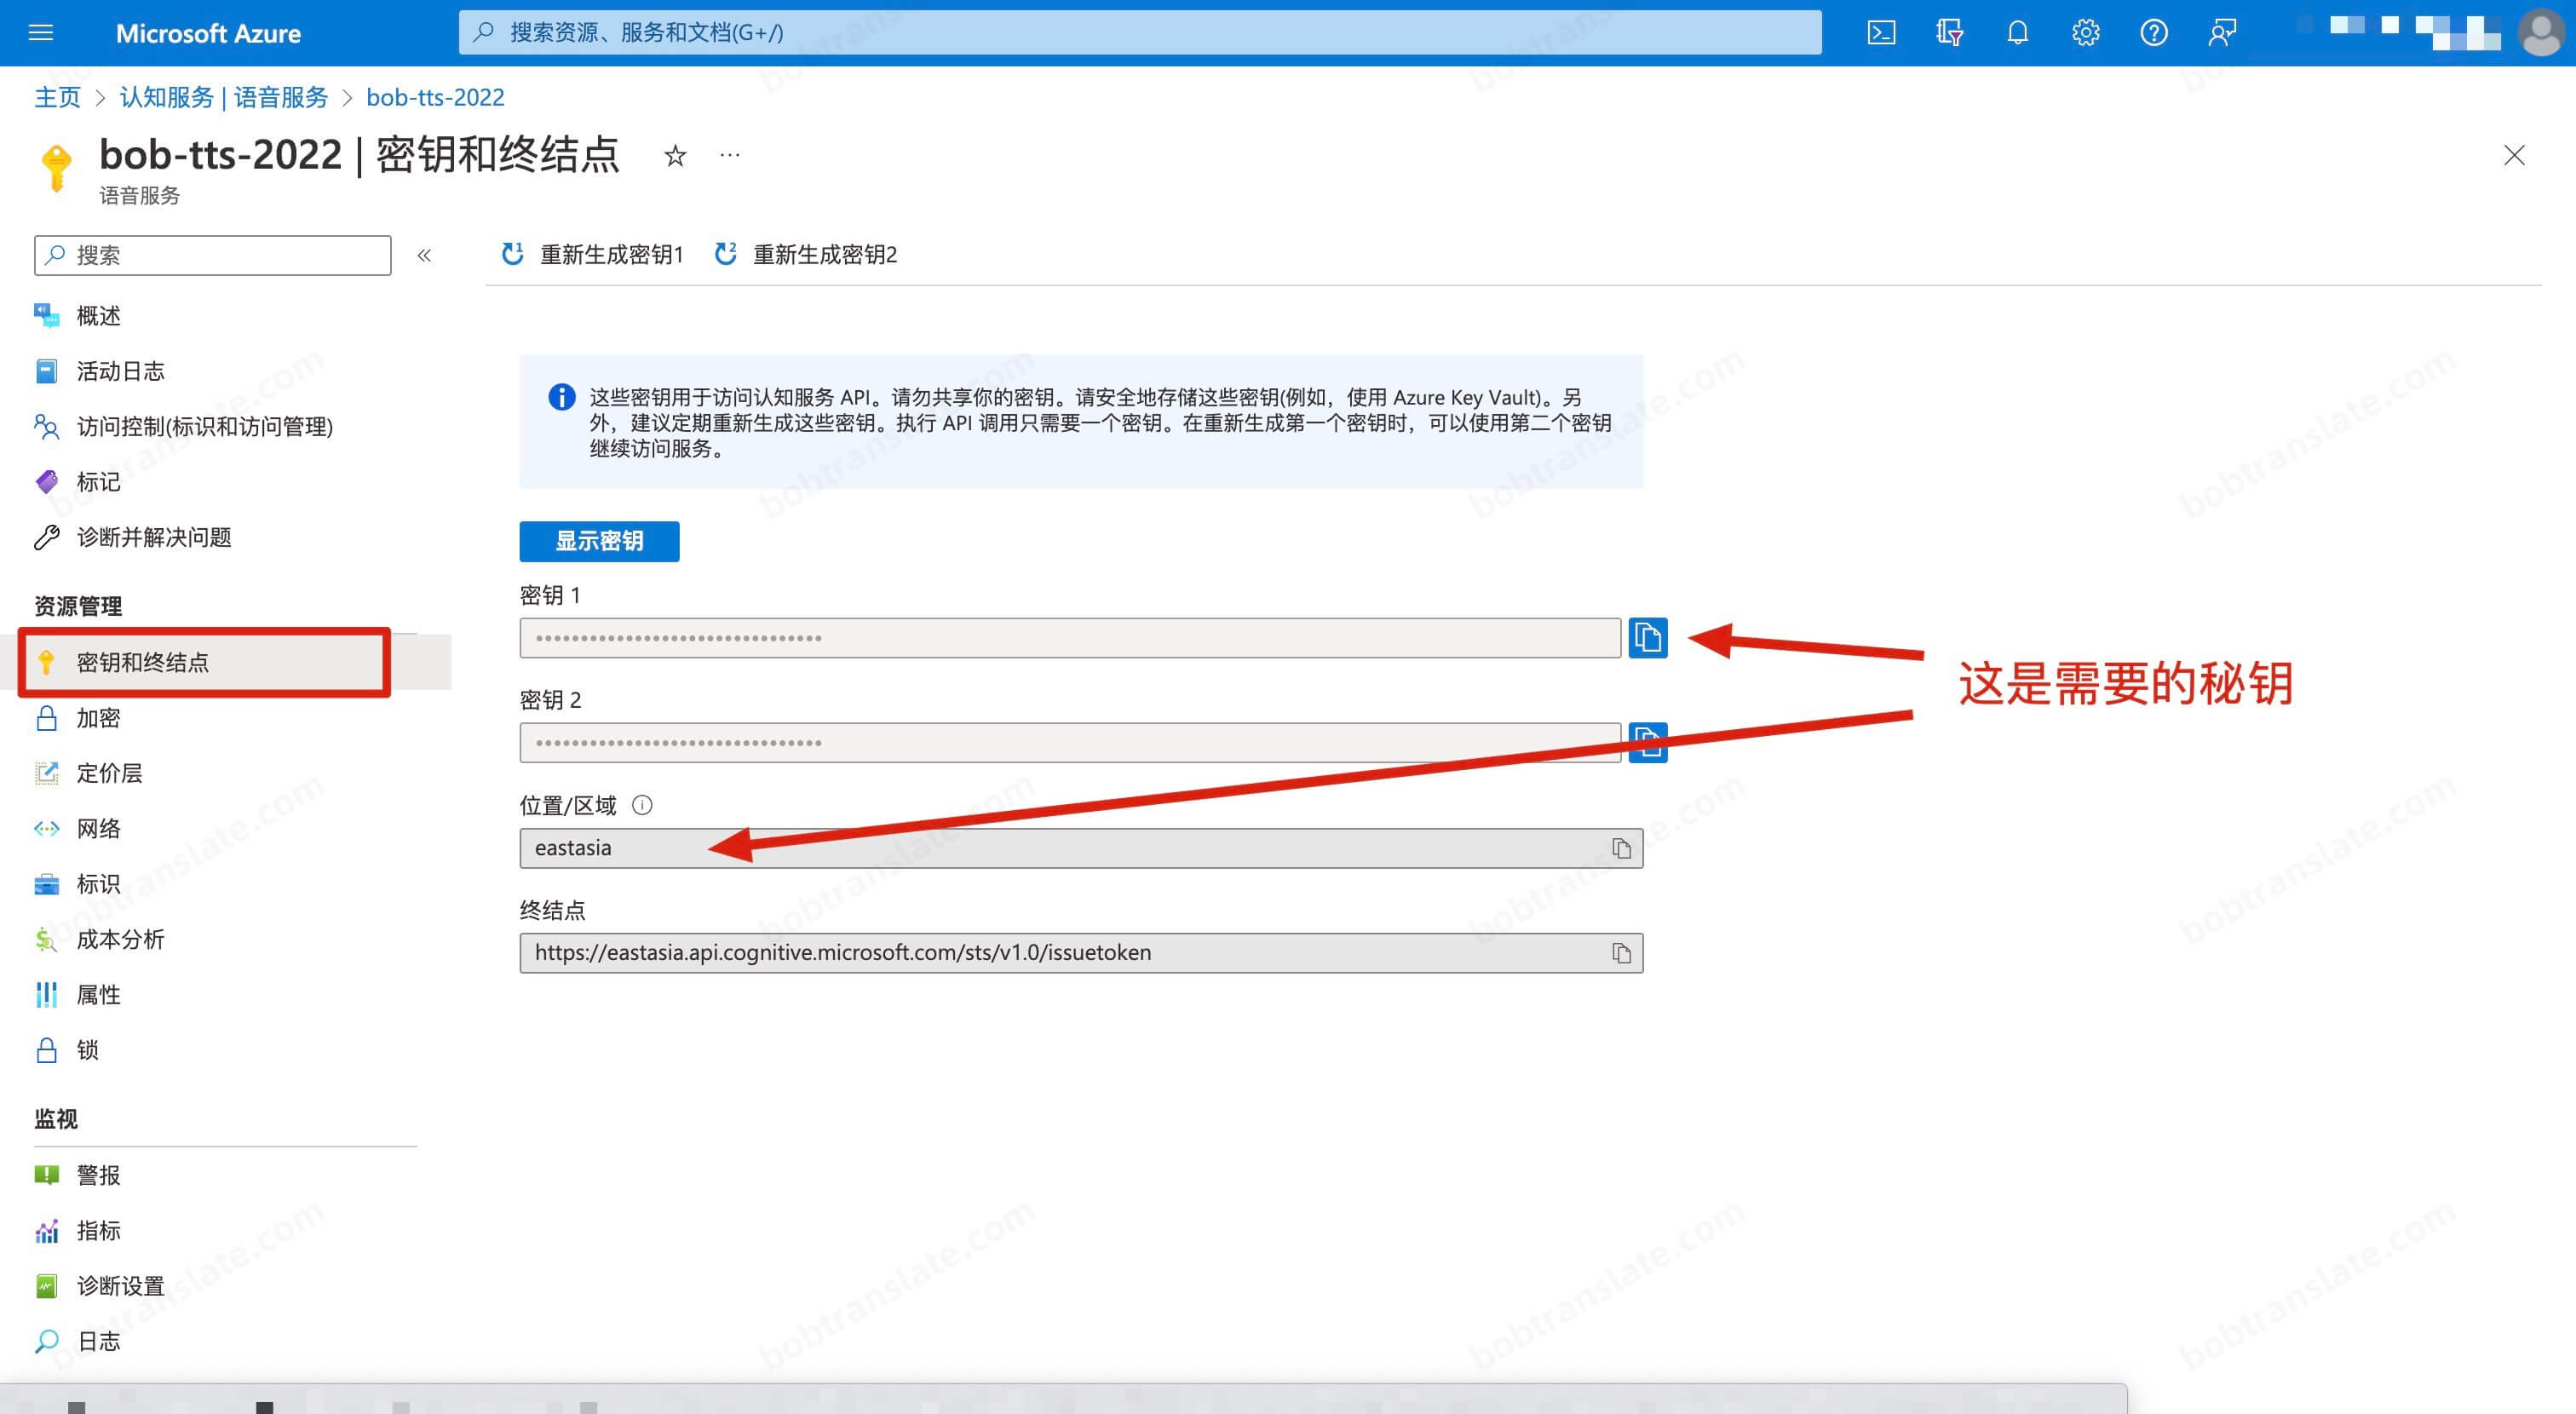 Microsoft Azure
搜索资源、服务和文档(G+/)
主页 > 认知服务 | 语音服务 > bob-tts-2022
bob-tts-2022 | 密钥和终结点
语音服务
搜索
重新生成密钥1
重新生成密钥2
概述
活动日志
访问控制(标识和访问管理)
标记
诊断并解决问题
资源管理
密钥和终结点
加密
定价层
网络
标识
成本分析
属性
锁
监视
警报
指标
诊断设置
日志
这些密钥用于访问认知服务 API。请勿共享你的密钥。请安全地存储这些密钥(例如，使用 Azure Key Vault)。另
外，建议定期重新生成这些密钥。执行 API 调用只需要一个密钥。在重新生成第一个密钥时，可以使用第二个密钥
继续访问服务。
显示密钥
密钥 1
密钥 2
位置/区域
eastasia
终结点
https://eastasia.api.cognitive.microsoft.com/sts/v1.0/issuetoken
这是需要的秘钥
bobtranslate.com